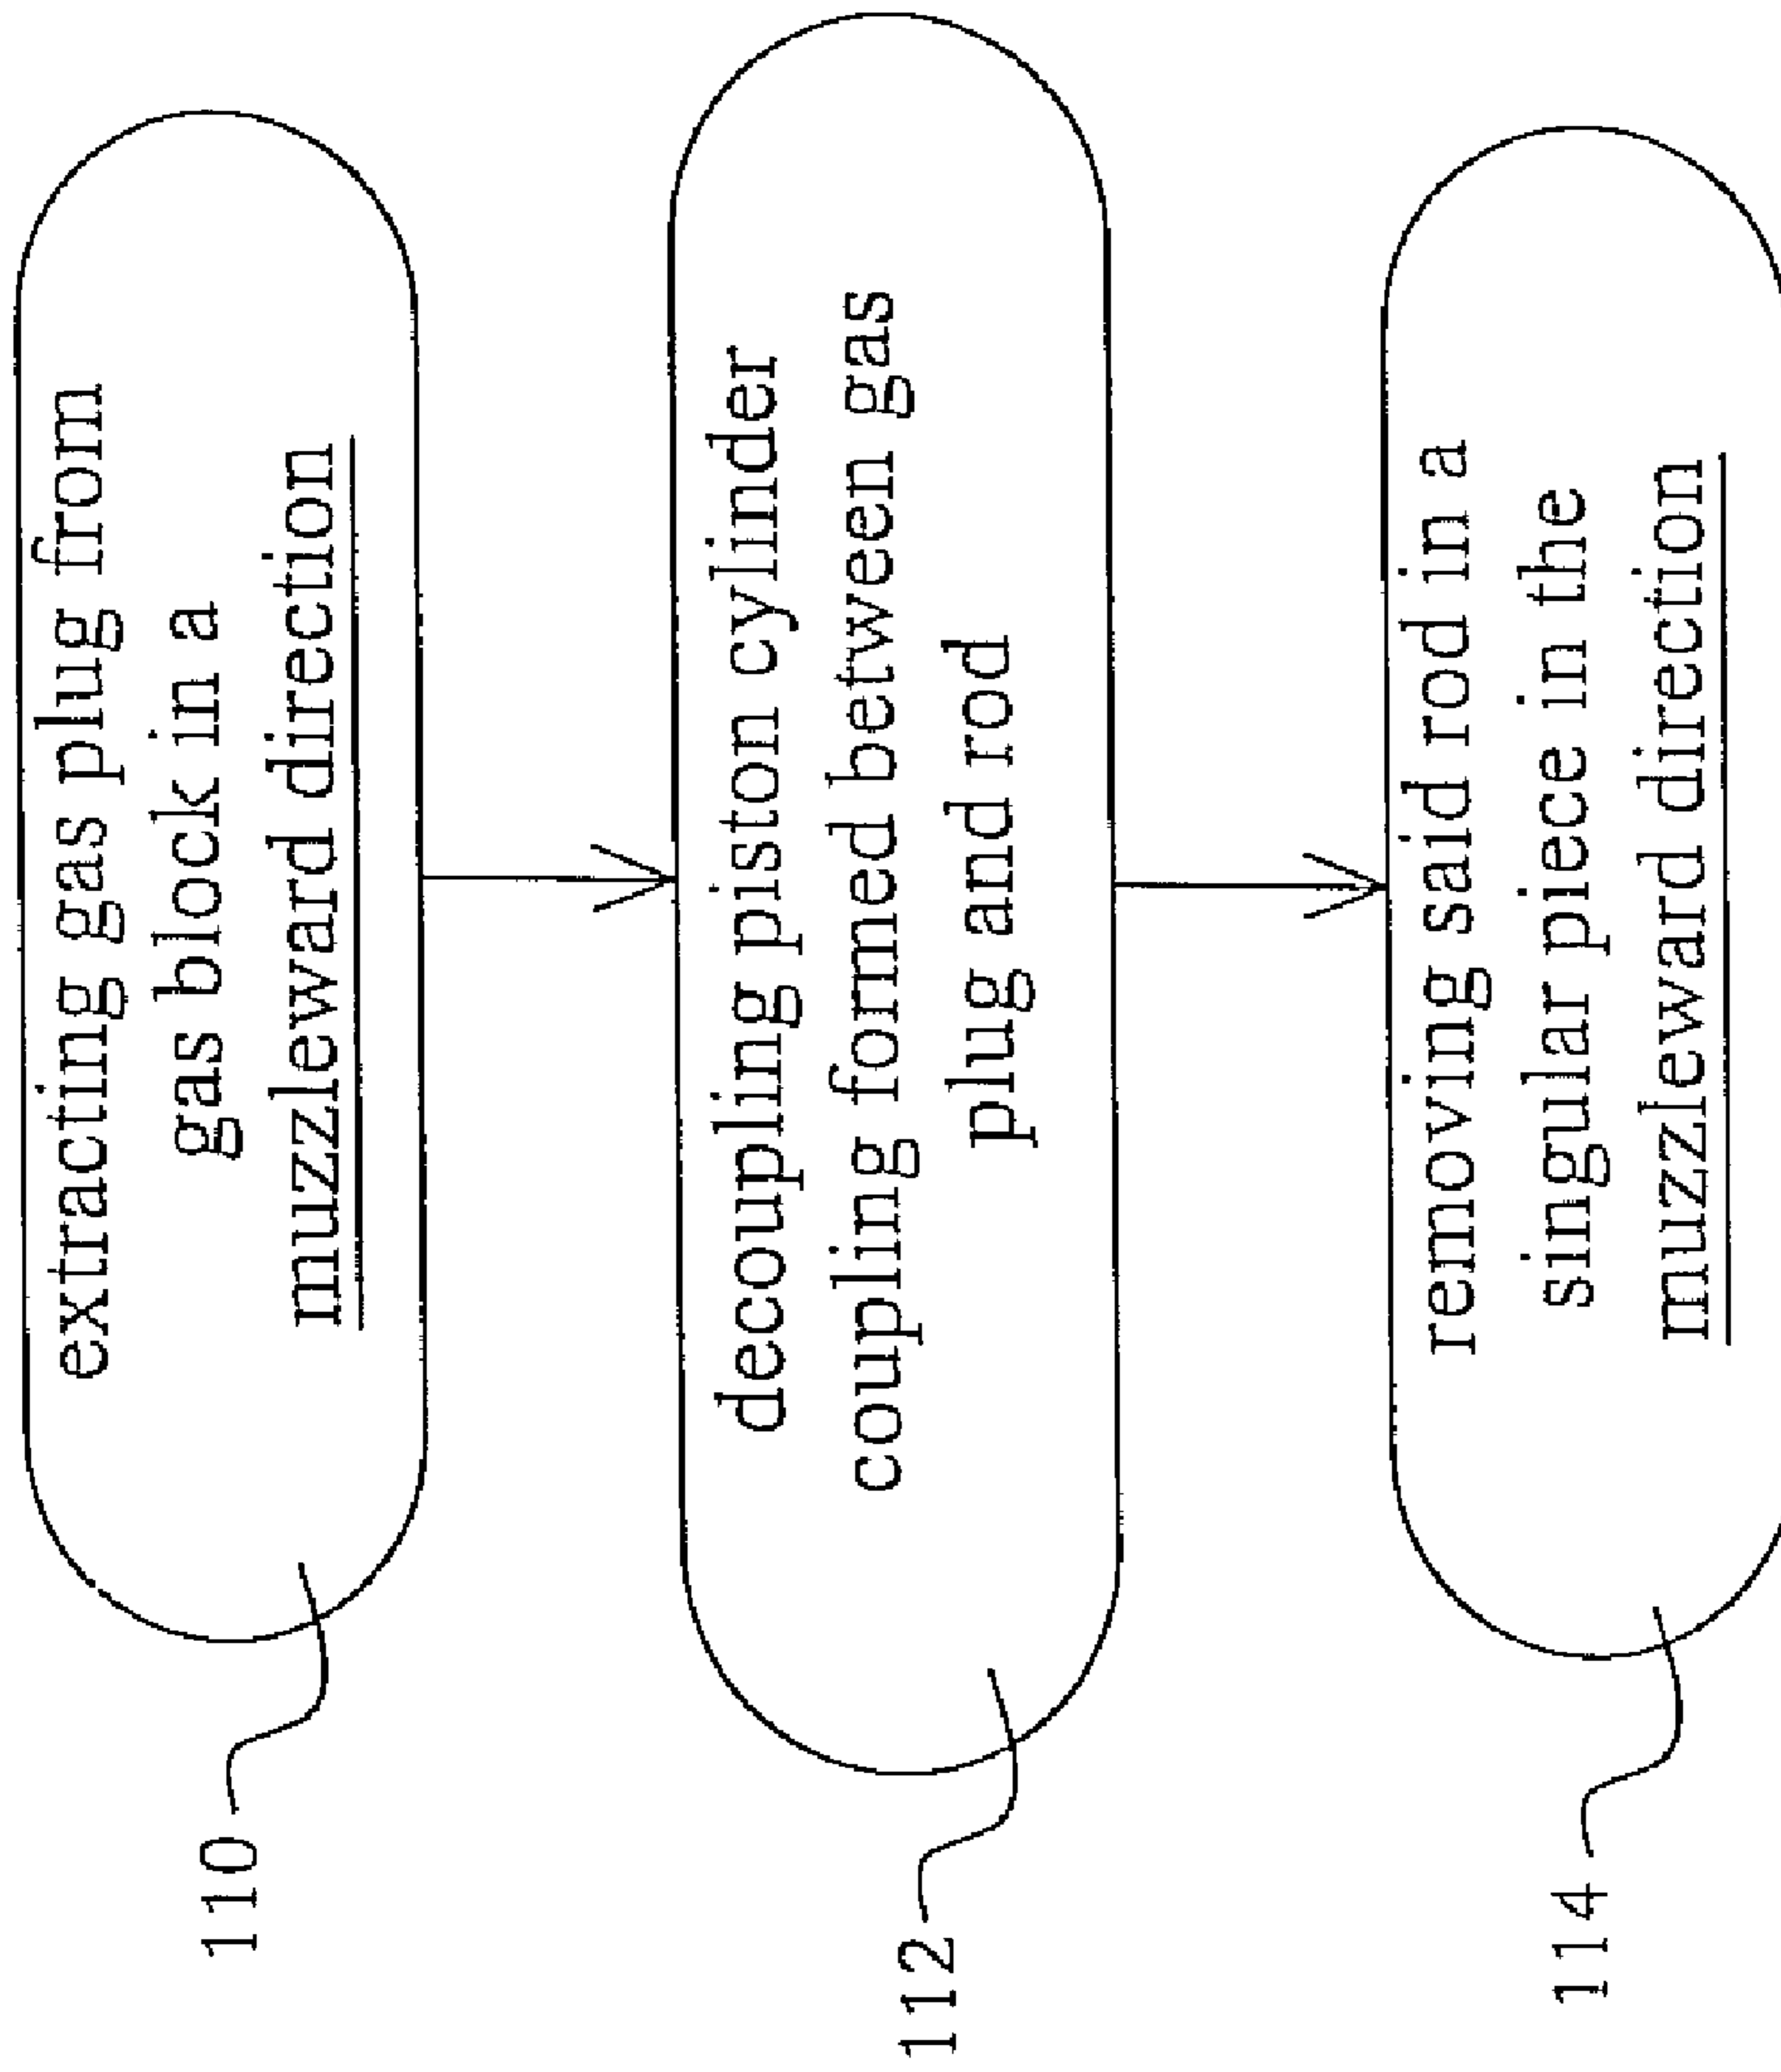 extracting gas plug from
gas block in a
muzzleward direction
110
decoupling piston cylinder
coupling formed between gas
plug and rod
112
removing said rod in a
singular piece in the
muzzleward direction
114